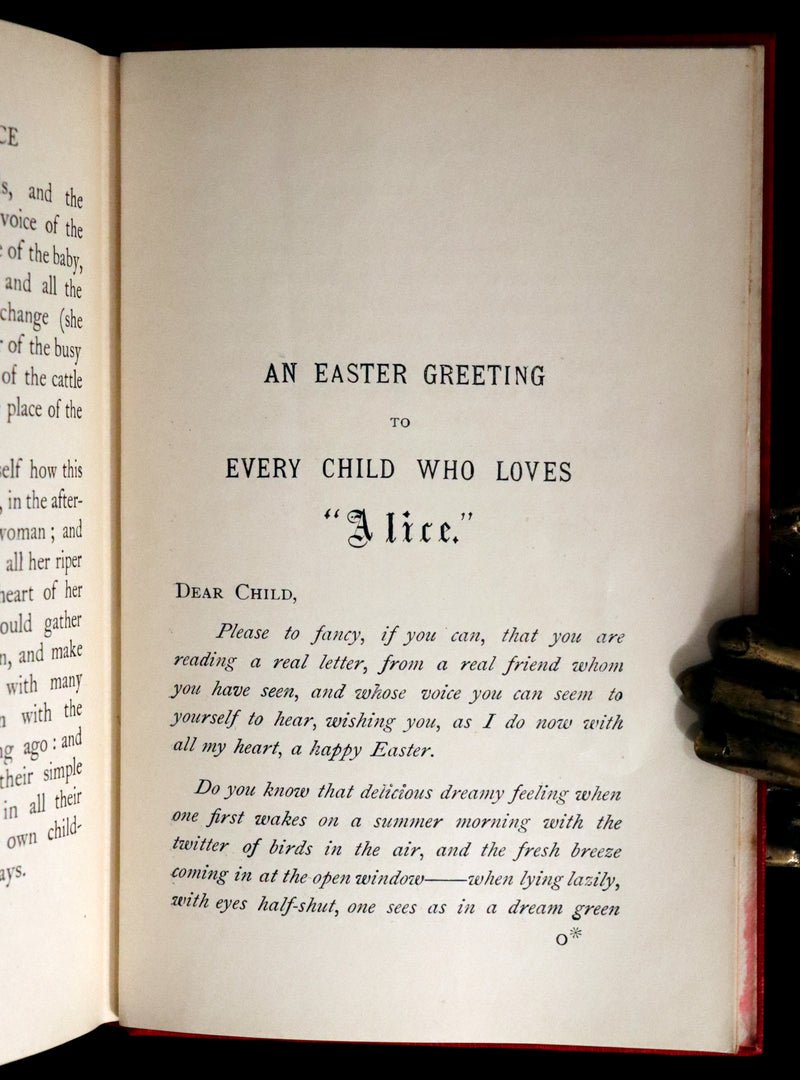 CE
s, and the
voice of the
of the baby,
and all the
change (she
of the busy
of the cattle
place of the
self how this
, in the after-
woman; and
all her riper
heart of her
ould gather
n, and make
with many
with the
ng ago: and
their simple
in all their
own child-
ays.
AN EASTER GREETING
TO
EVERY CHILD WHO LOVES
"Alice."
DEAR CHILD,
Please to fancy, if you can, that you are
reading a real letter, from a real friend whom
you have seen, and whose voice you can seem to
yourself to hear, wishing you, as I do now with
all my heart, a happy Easter.
Do you know that delicious dreamy feeling when
one first wakes on a summer morning with the
twitter of birds in the air, and the fresh breeze
coming in at the open window——when lying lazily,
with eyes half-shut, one sees as in a dream green
O*